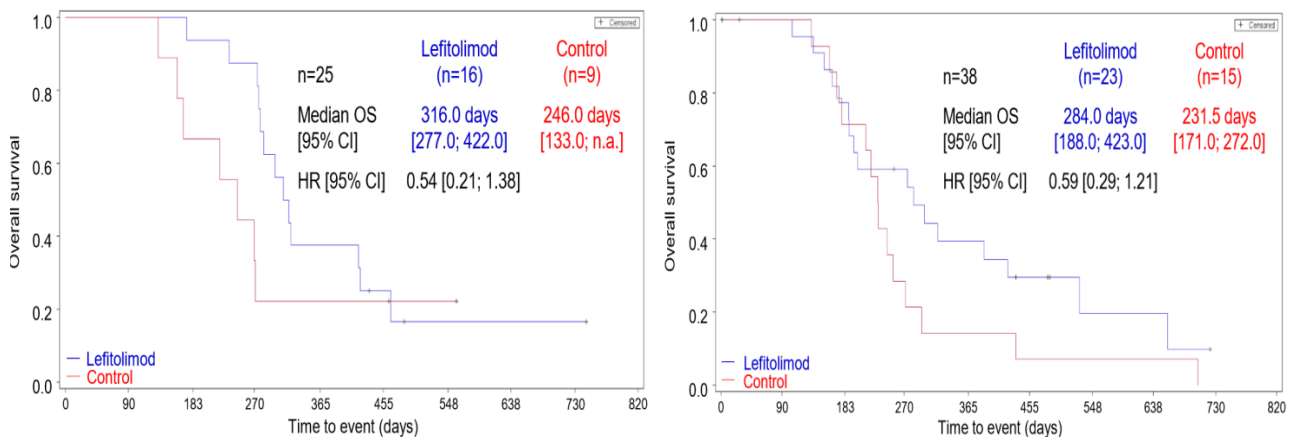 + Censored
Lefitolimod Control
n=25 (n=16) (n=9)
Median OS 316.0 days 246.0 days
[95% CI] [277.0; 422.0] [133.0; n.a.]
HR [95% CI] 0.54 [0.21; 1.38]
1.0
0.8
0.6
0.4
0.2
0.0
Overall survival
Lefitolimod
Control
0 90 183 270 365 455 548 638 730 820
Time to event (days)
+ Censored
Lefitolimod Control
n=38 (n=23) (n=15)
Median OS 284.0 days 231.5 days
[95% CI] [188.0; 423.0] [171.0; 272.0]
HR [95% CI] 0.59 [0.29; 1.21]
1.0
0.8
0.6
0.4
0.2
0.0
Overall survival
Lefitolimod
Control
0 90 183 270 365 455 548 638 730 820
Time to event (days)